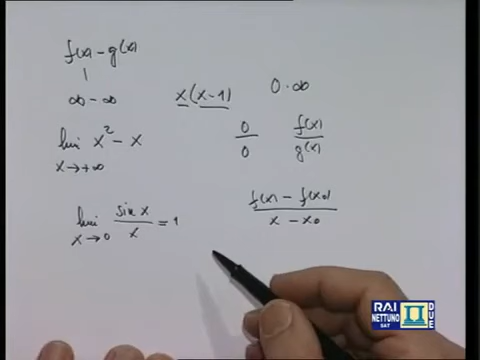 f(x) - g(x)
∞ - ∞
x(x-1)
0·∞
lim x² - x
x→+∞
0/0
f(x)/g(x)
lim sin x / x = 1
x→0
f(x) - f(x₀) / x - x₀
RAI
NETTUNO
SAT
DUE